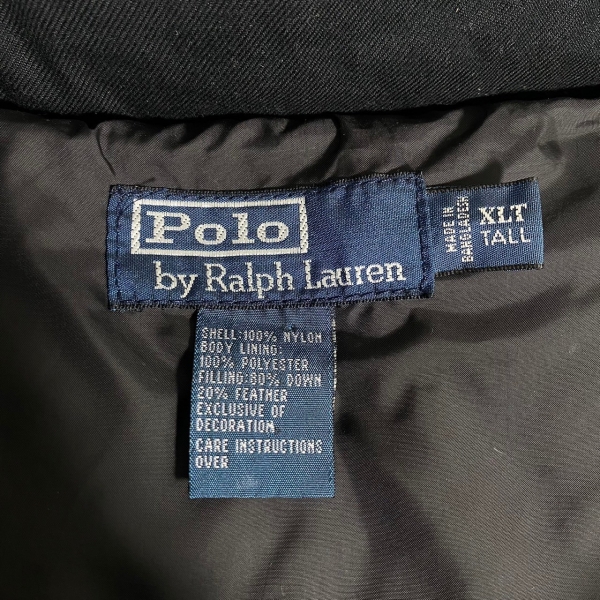 Polo
by Ralph Lauren
MADE IN
BANGLADESH
XLT
TALL
SHELL:100% NYLON
BODY LINING:
100% POLYESTER
FILLING:80% DOWN
20% FEATHER
EXCLUSIVE OF
DECORATION
CARE INSTRUCTIONS
OVER